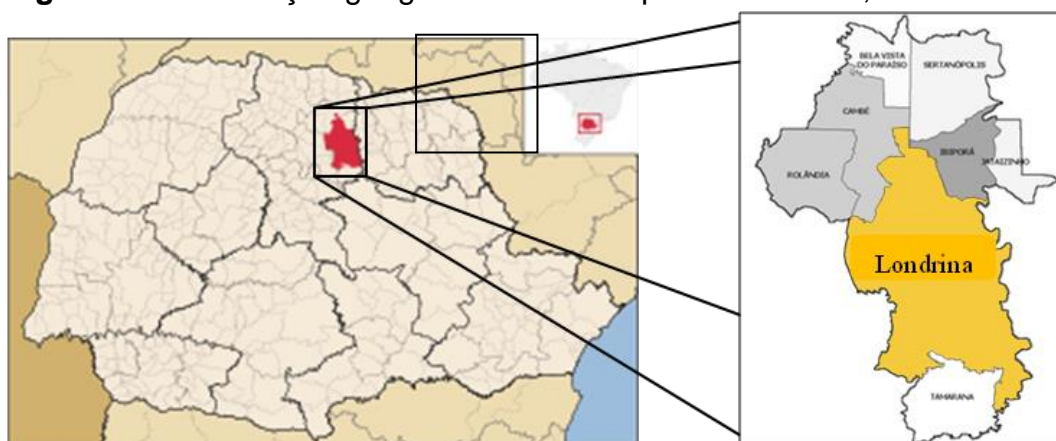 BELA VISTA
DO PARAÍSO
SERTANÓPOLIS
CAMBÉ
IBIPORÃ
JATAIZINHO
ROLÂNDIA
Londrina
TAMARANA